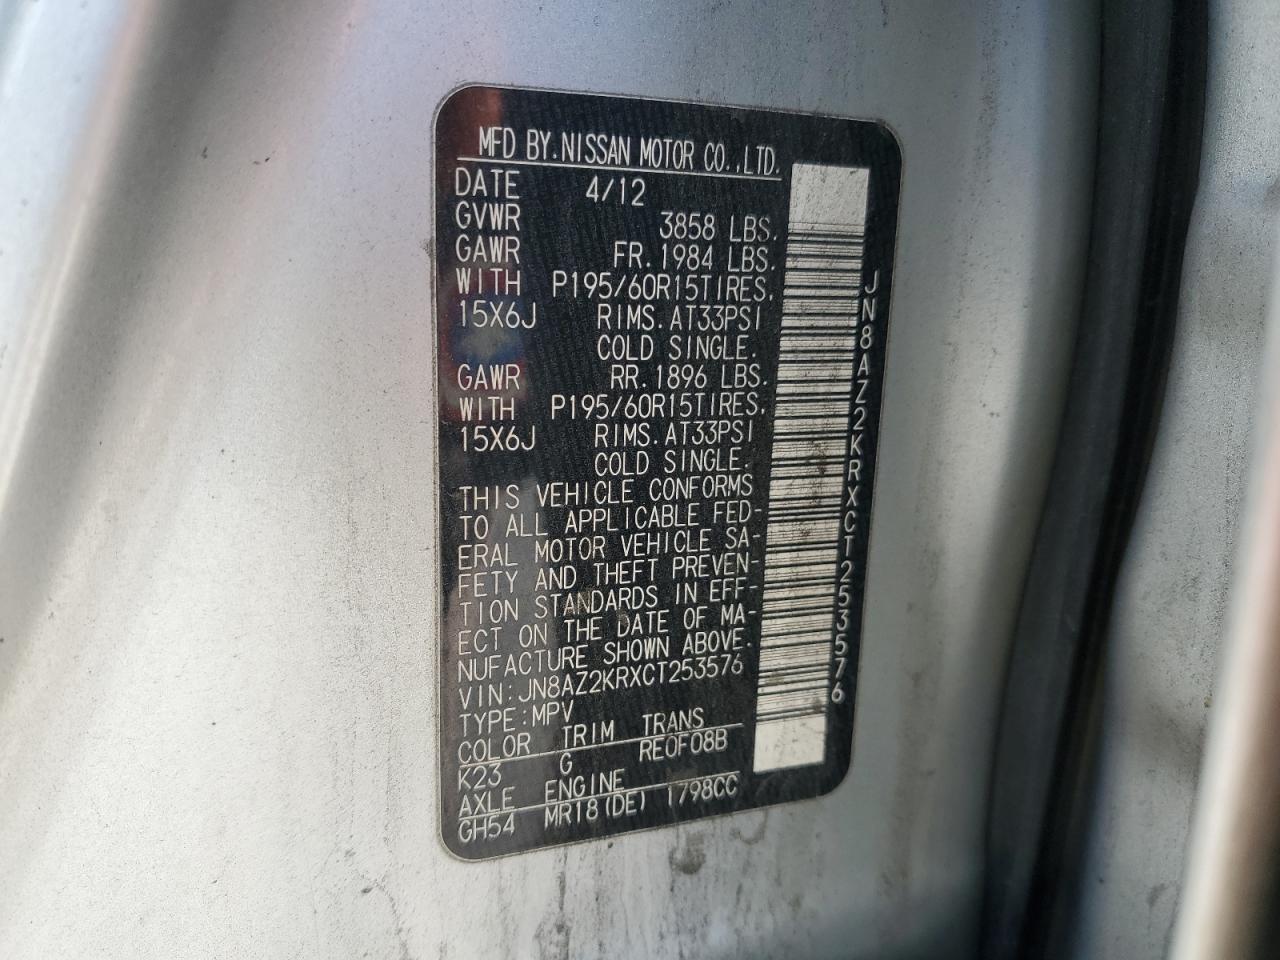 MFD BY.NISSAN MOTOR CO.,LTD.
DATE 4/12
GVWR 3858 LBS.
GAWR FR.1984 LBS.
WITH P195/60R15TIRES.
15X6J RIMS.AT33PSI
COLD SINGLE.
GAWR RR.1896 LBS.
WITH P195/60R15TIRES.
15X6J RIMS.AT33PSI
COLD SINGLE.
THIS VEHICLE CONFORMS
TO ALL APPLICABLE FED-
ERAL MOTOR VEHICLE SA-
FETY AND THEFT PREVEN-
TION STANDARDS IN EFF-
ECT ON THE DATE OF MA-
NUFACTURE SHOWN ABOVE.
VIN:JN8AZ2KRXCT253576
TYPE:MPV
COLOR TRIM TRANS
K23 G RE0F08B
AXLE ENGINE
GH54 MR18(DE) 1798CC
JN8AZ2KRXCT253576